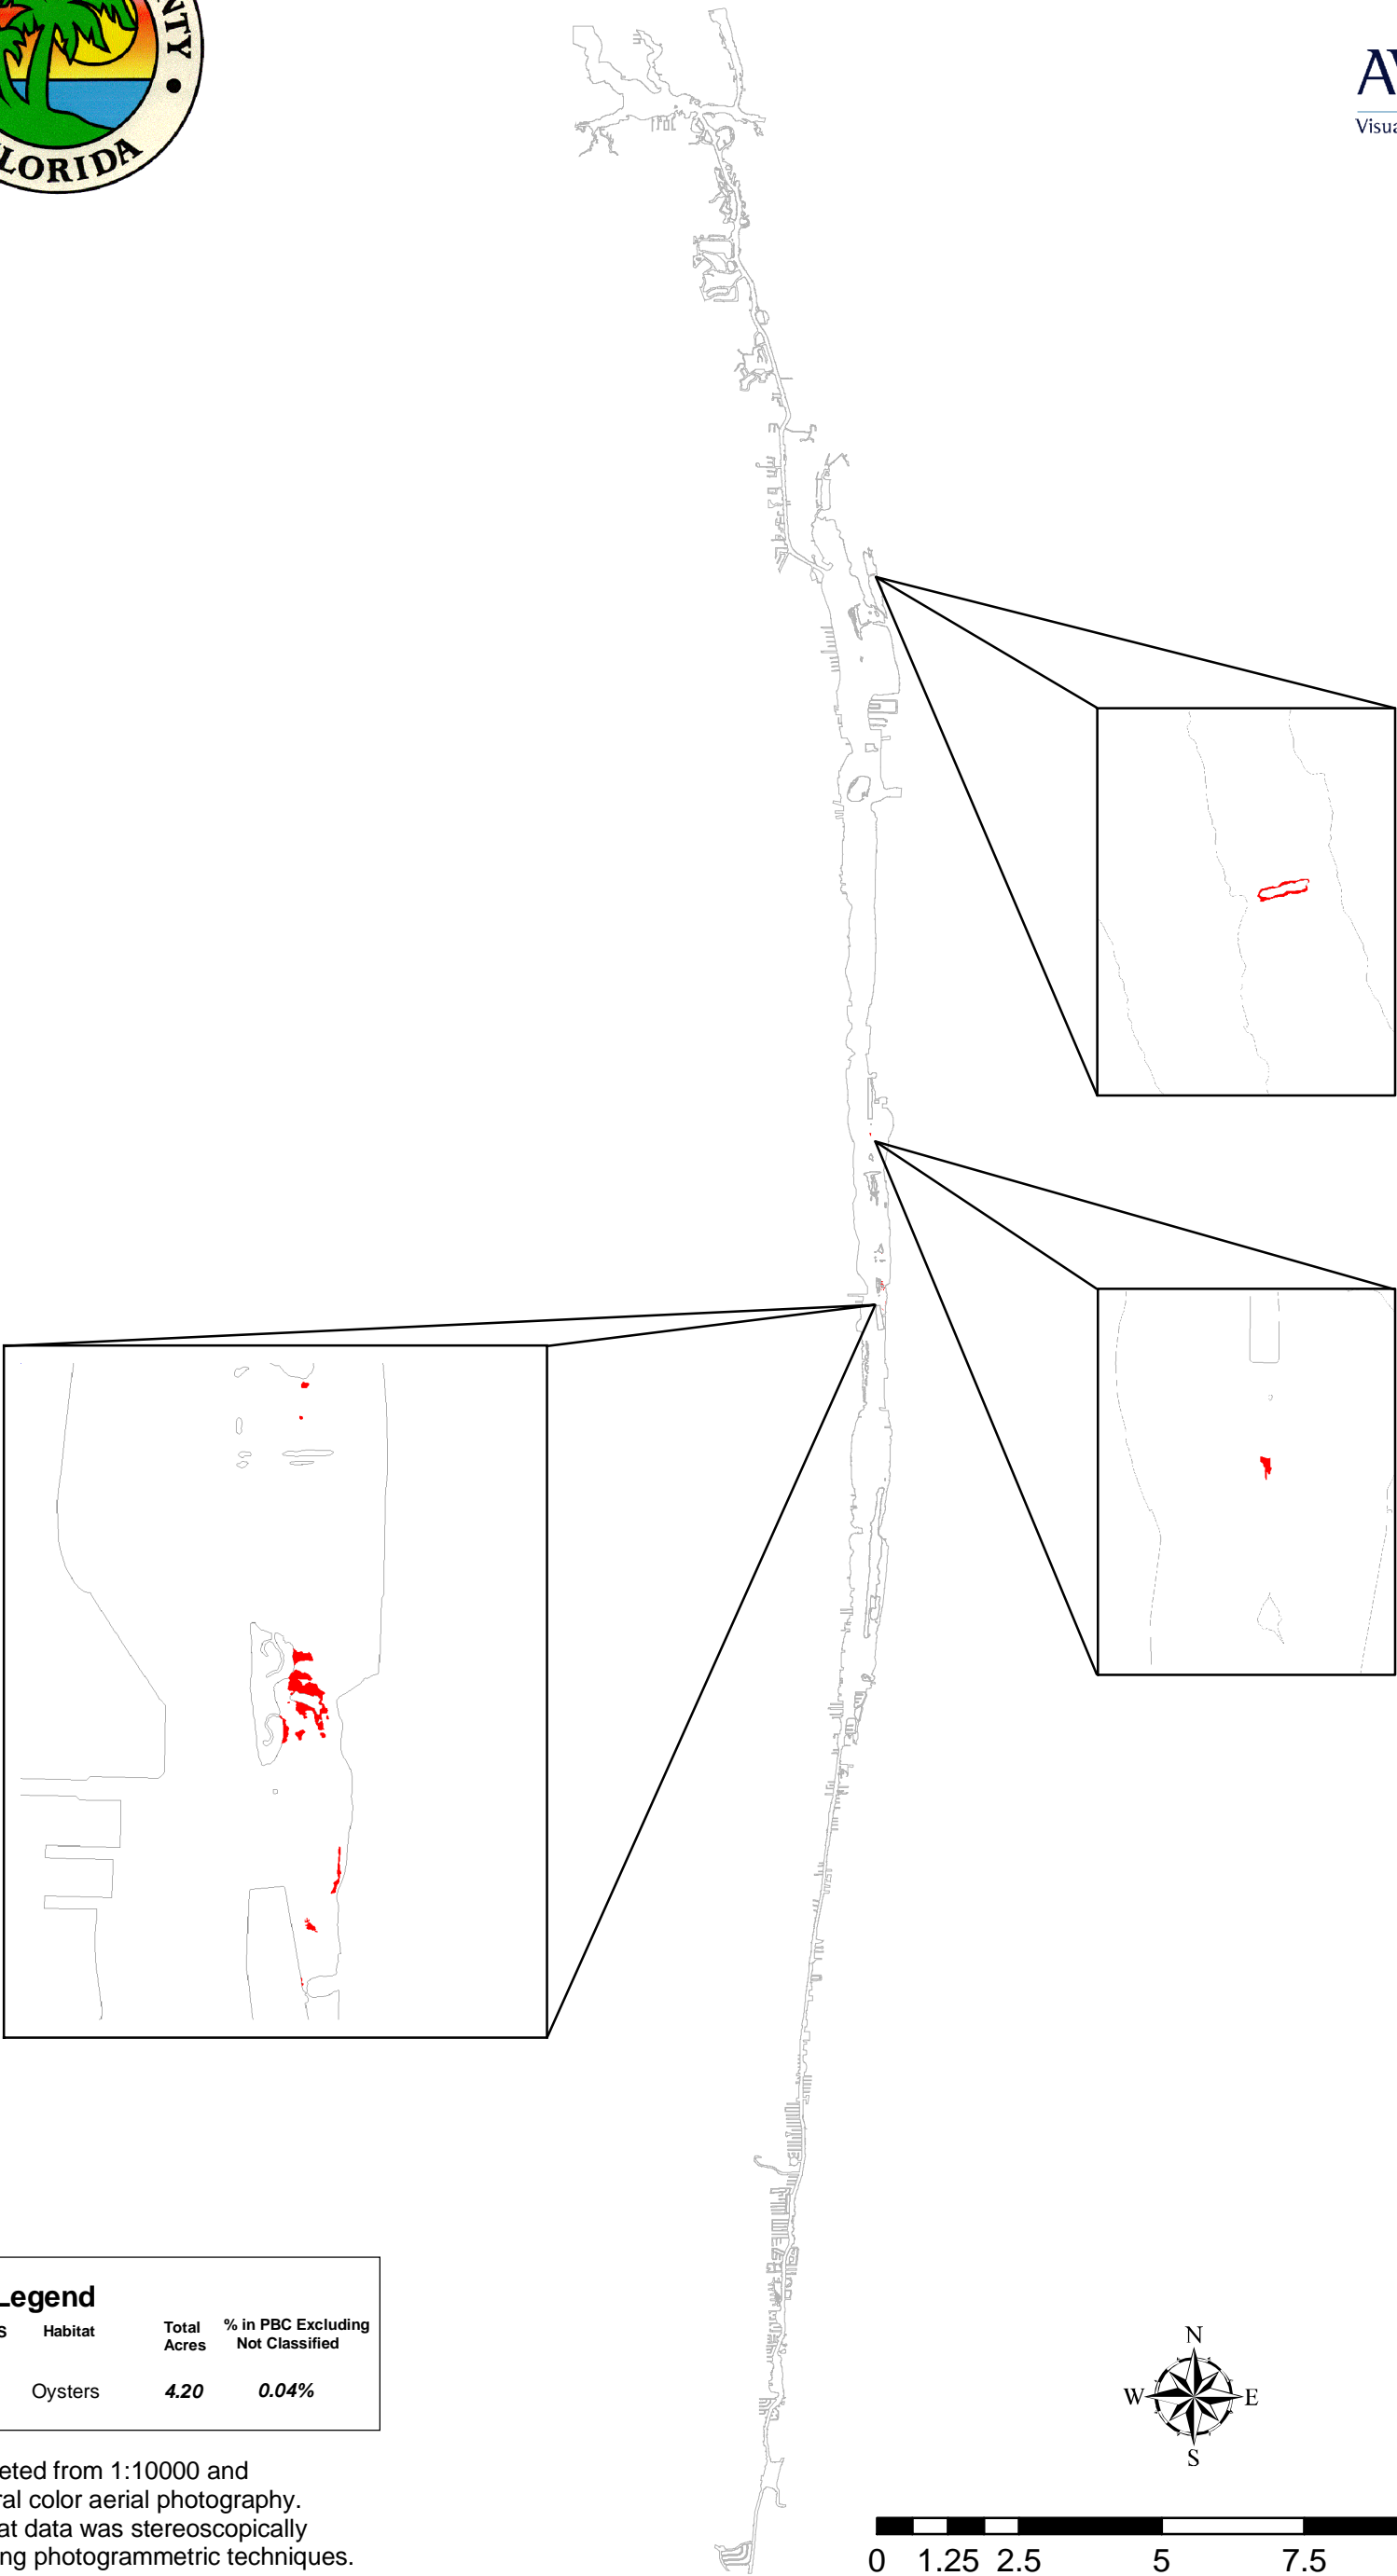 NTY •
LORIDA
Visua
N
W E
S
Legend
S Habitat Total Acres % in PBC Excluding Not Classified
Oysters 4.20 0.04%
eted from 1:10000 and
ral color aerial photography.
at data was stereoscopically
ng photogrammetric techniques.
0 1.25 2.5 5 7.5